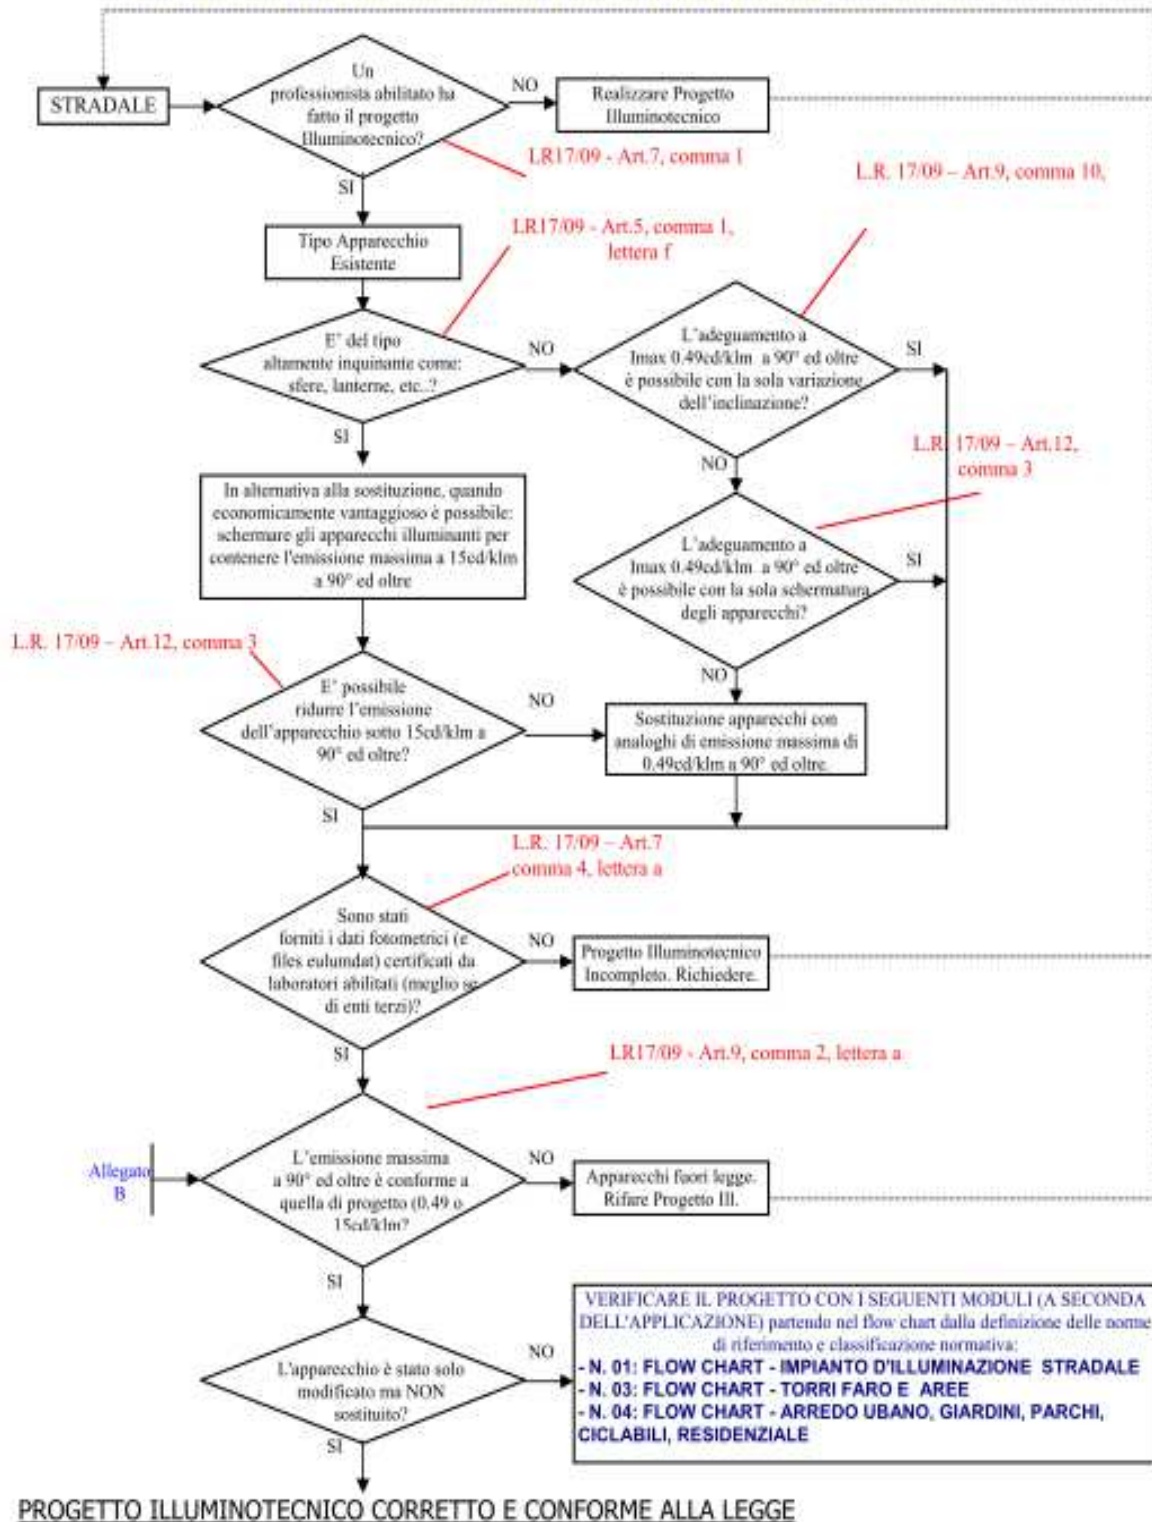 STRADALE
Un
professionista abilitato ha
fatto il progetto
Illuminotecnico?
NO
Realizzare Progetto
Illuminotecnico
LR17/09 - Art.7, comma 1
SI
L.R. 17/09 – Art.9, comma 10,
Tipo Apparecchio
Esistente
LR17/09 - Art.5, comma 1,
lettera f
E' del tipo
altamente inquinante come:
sfere, lanterne, etc..?
NO
L'adeguamento a
Imax 0.49cd/klm a 90° ed oltre
è possibile con la sola variazione
dell'inclinazione?
SI
SI
NO
L.R. 17/09 – Art.12,
comma 3
In alternativa alla sostituzione, quando
economicamente vantaggioso è possibile:
schermare gli apparecchi illuminanti per
contenere l'emissione massima a 15cd/klm
a 90° ed oltre
L'adeguamento a
Imax 0.49cd/klm a 90° ed oltre
è possibile con la sola schermatura
degli apparecchi?
SI
L.R. 17/09 – Art.12, comma 3
NO
E' possibile
ridurre l'emissione
dell'apparecchio sotto 15cd/klm a
90° ed oltre?
NO
Sostituzione apparecchi con
analoghi di emissione massima di
0.49cd/klm a 90° ed oltre.
SI
L.R. 17/09 – Art.7
comma 4, lettera a
Sono stati
forniti i dati fotometrici (e
files eulumdat) certificati da
laboratori abilitati (meglio se
di enti terzi)?
NO
Progetto Illuminotecnico
Incompleto. Richiedere.
SI
LR17/09 - Art.9, comma 2, lettera a
Allegato
B
L'emissione massima
a 90° ed oltre è conforme a
quella di progetto (0.49 o
15cd/klm?
NO
Apparecchi fuori legge.
Rifare Progetto Ill.
SI
L'apparecchio è stato solo
modificato ma NON
sostituito?
NO
VERIFICARE IL PROGETTO CON I SEGUENTI MODULI (A SECONDA
DELL'APPLICAZIONE) partendo nel flow chart dalla definizione delle norme
di riferimento e classificazione normativa:
- N. 01: FLOW CHART - IMPIANTO D'ILLUMINAZIONE STRADALE
- N. 03: FLOW CHART - TORRI FARO E AREE
- N. 04: FLOW CHART - ARREDO UBANO, GIARDINI, PARCHI,
CICLABILI, RESIDENZIALE
SI
PROGETTO ILLUMINOTECNICO CORRETTO E CONFORME ALLA LEGGE